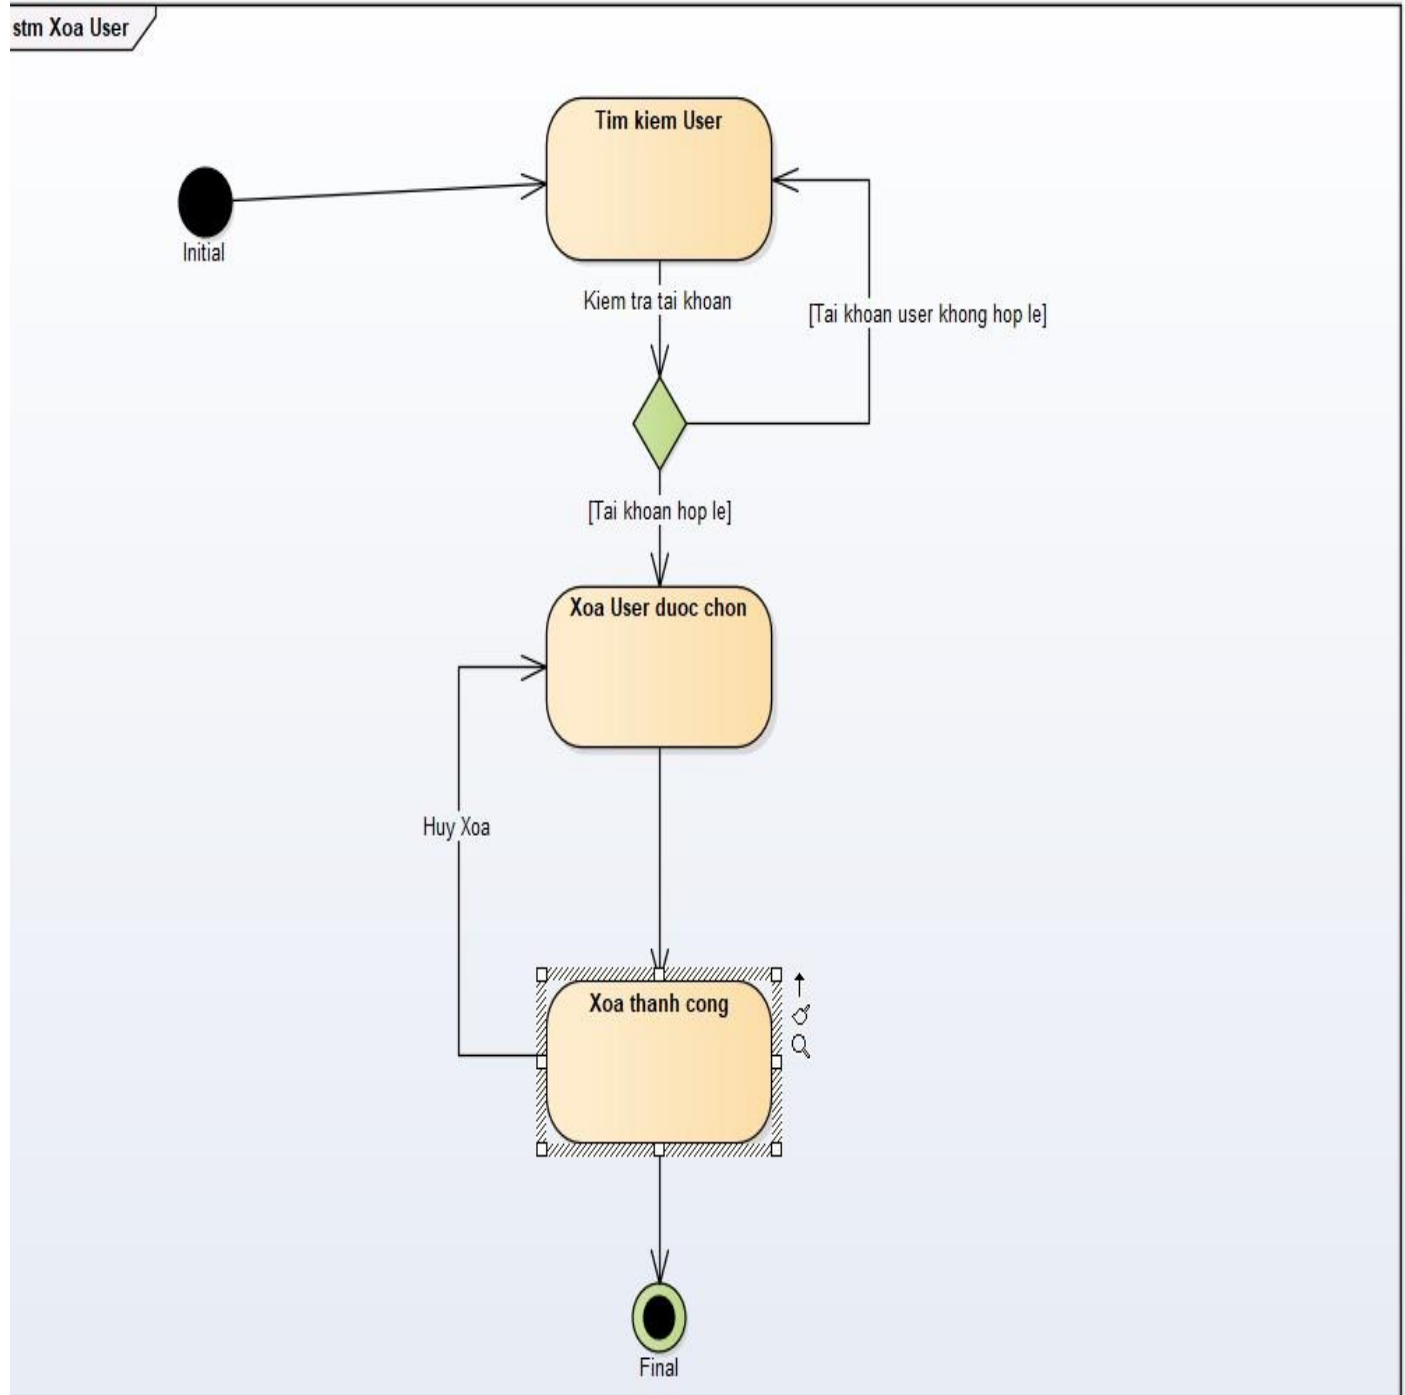 stm Xoa User
Tim kiem User
Initial
Kiem tra tai khoan
[Tai khoan user khong hop le]
[Tai khoan hop le]
Xoa User duoc chon
Huy Xoa
Xoa thanh cong
Final